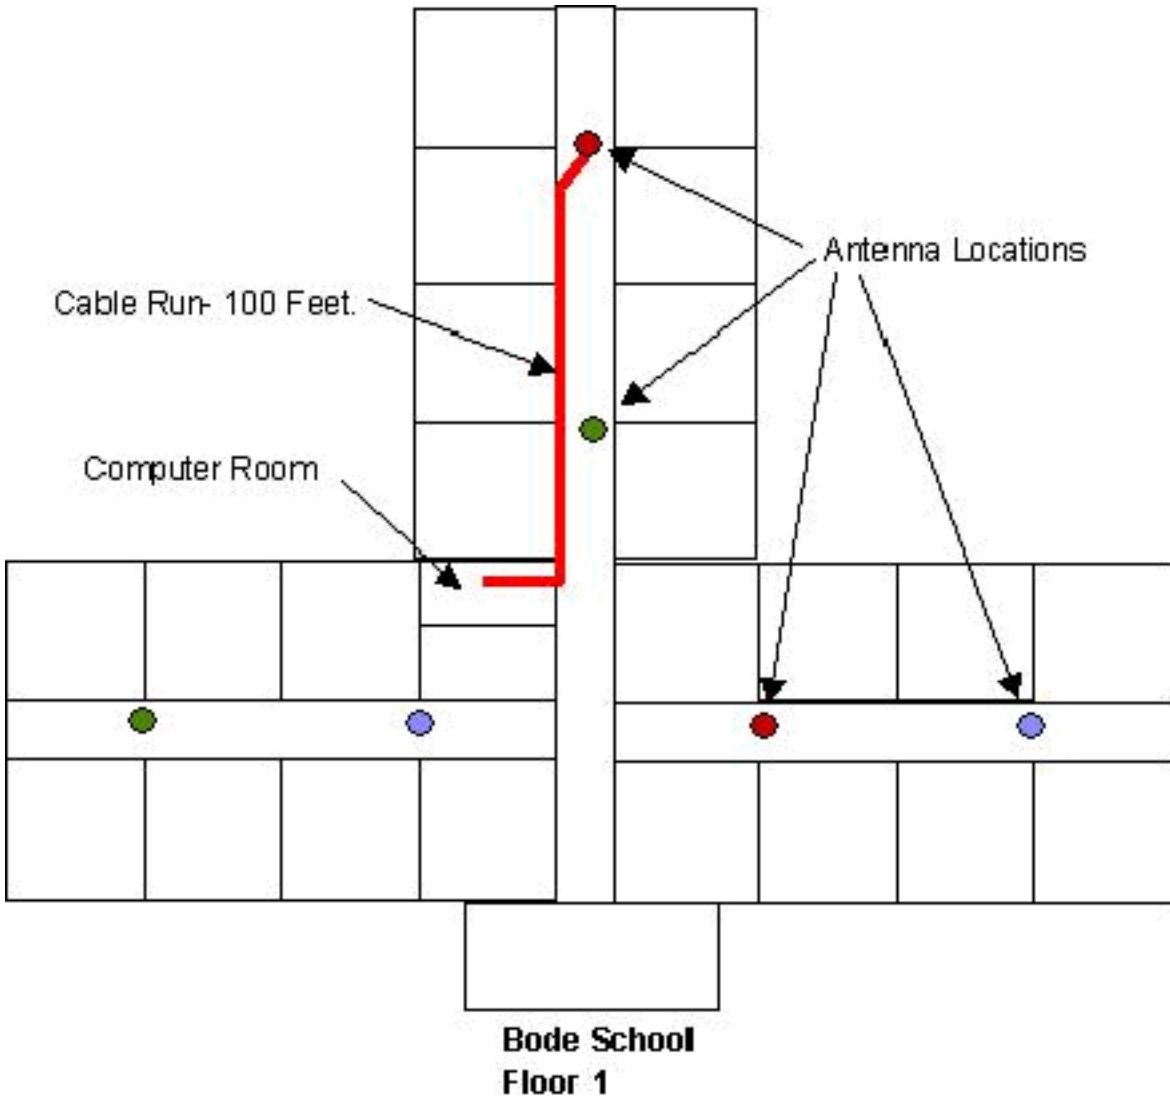 Antenna Locations
Cable Run- 100 Feet.
Computer Room
Bode School
Floor 1